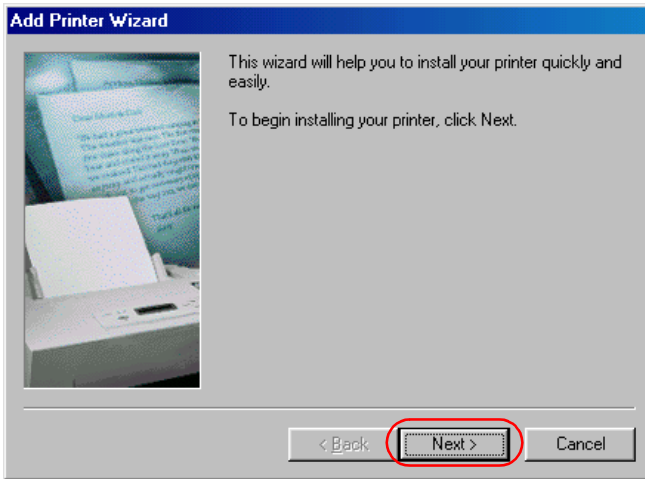 Add Printer Wizard
This wizard will help you to install your printer quickly and
easily.
To begin installing your printer, click Next.
< Back
Next >
Cancel